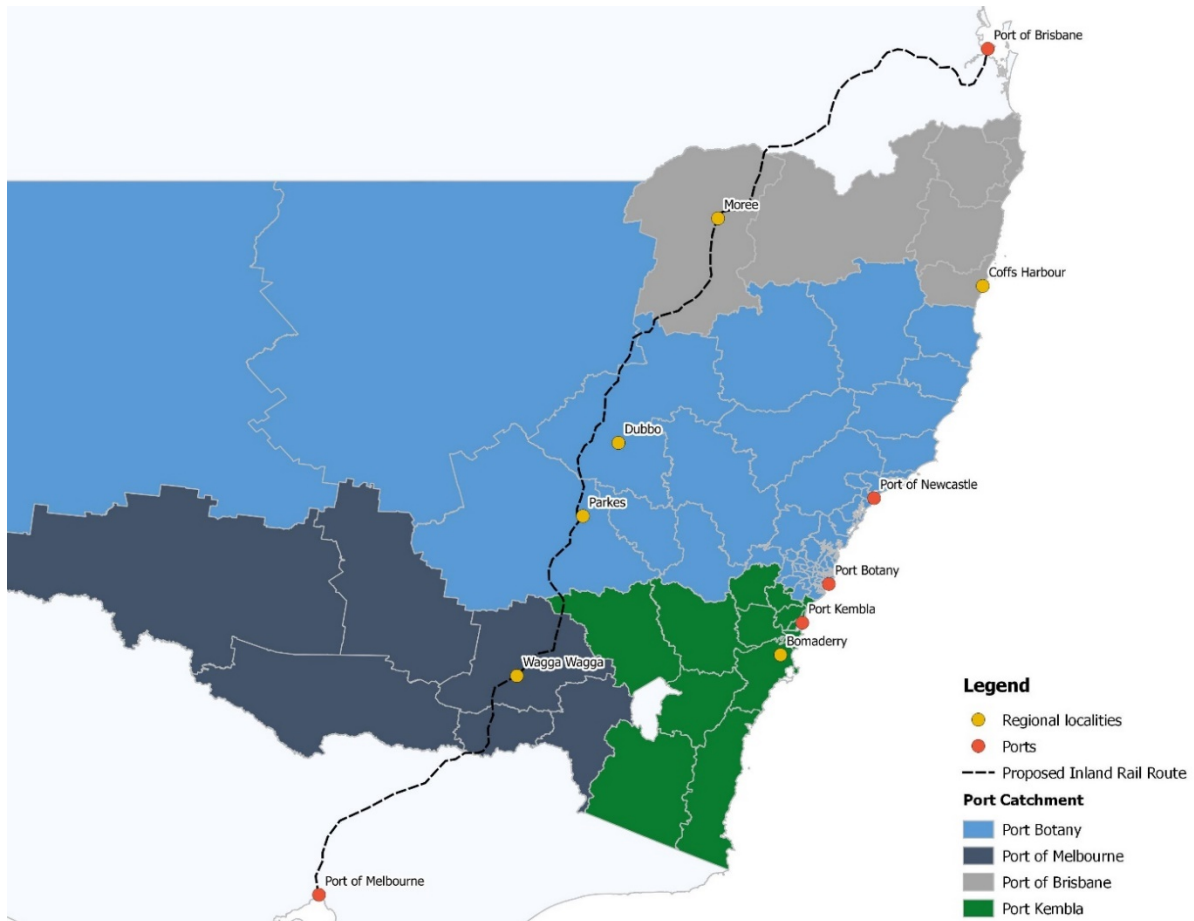 Port of Brisbane
Moree
Coffs Harbour
Dubbo
Port of Newcastle
Parkes
Port Botany
Port Kembla
Bomaderry
Wagga Wagga
Port of Melbourne
Legend
Regional localities
Ports
Proposed Inland Rail Route
Port Catchment
Port Botany
Port of Melbourne
Port of Brisbane
Port Kembla